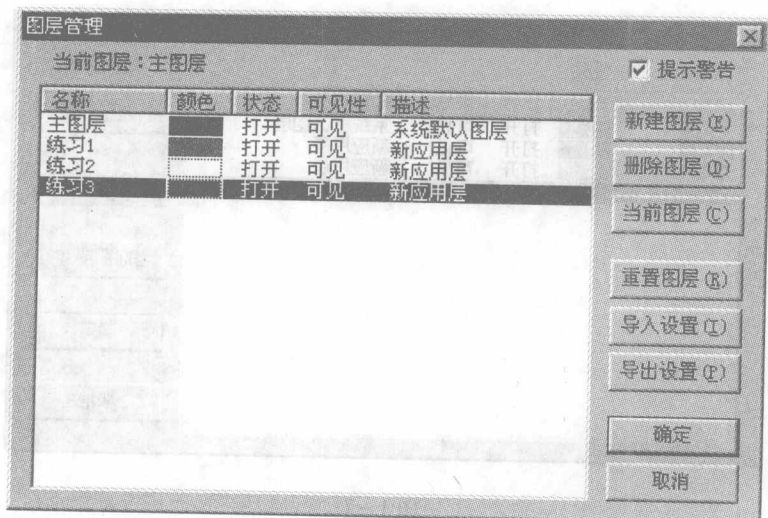 图层管理
当前图层：主图层
提示警告
名称 颜色 状态 可见性 描述
主图层 打开 可见 系统默认图层
练习1 打开 可见 新应用层
练习2 打开 可见 新应用层
练习3 打开 可见 新应用层
新建图层(E)
删除图层(D)
当前图层(C)
重置图层(R)
导入设置(I)
导出设置(P)
确定
取消